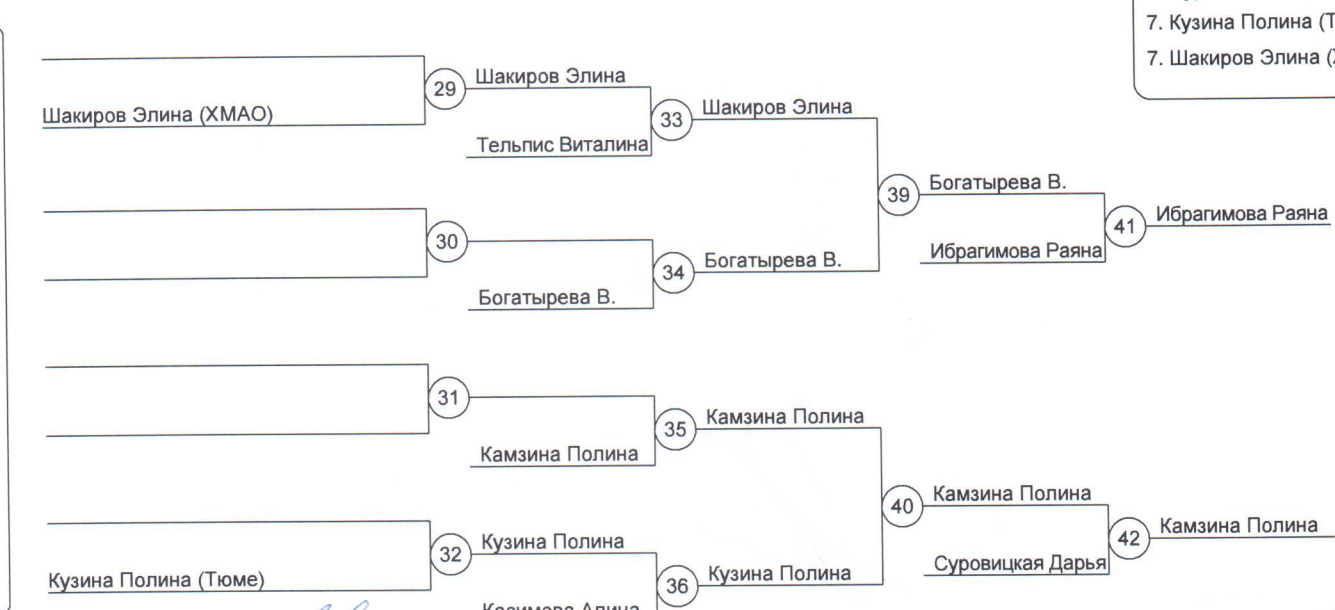 7. Кузина Полина (Т
7. Шакиров Элина (
Шакиров Элина
29
Шакиров Элина (ХМАО)
Шакиров Элина
33
Тельпис Виталина
Богатырева В.
39
Ибрагимова Раяна
41
Ибрагимова Раяна
30
Богатырева В.
34
Богатырева В.
31
Камзина Полина
35
Камзина Полина
Камзина Полина
40
Камзина Полина
42
Суровицкая Дарья
Кузина Полина
32
Кузина Полина (Тюме)
Кузина Полина
36
Касимова Алина